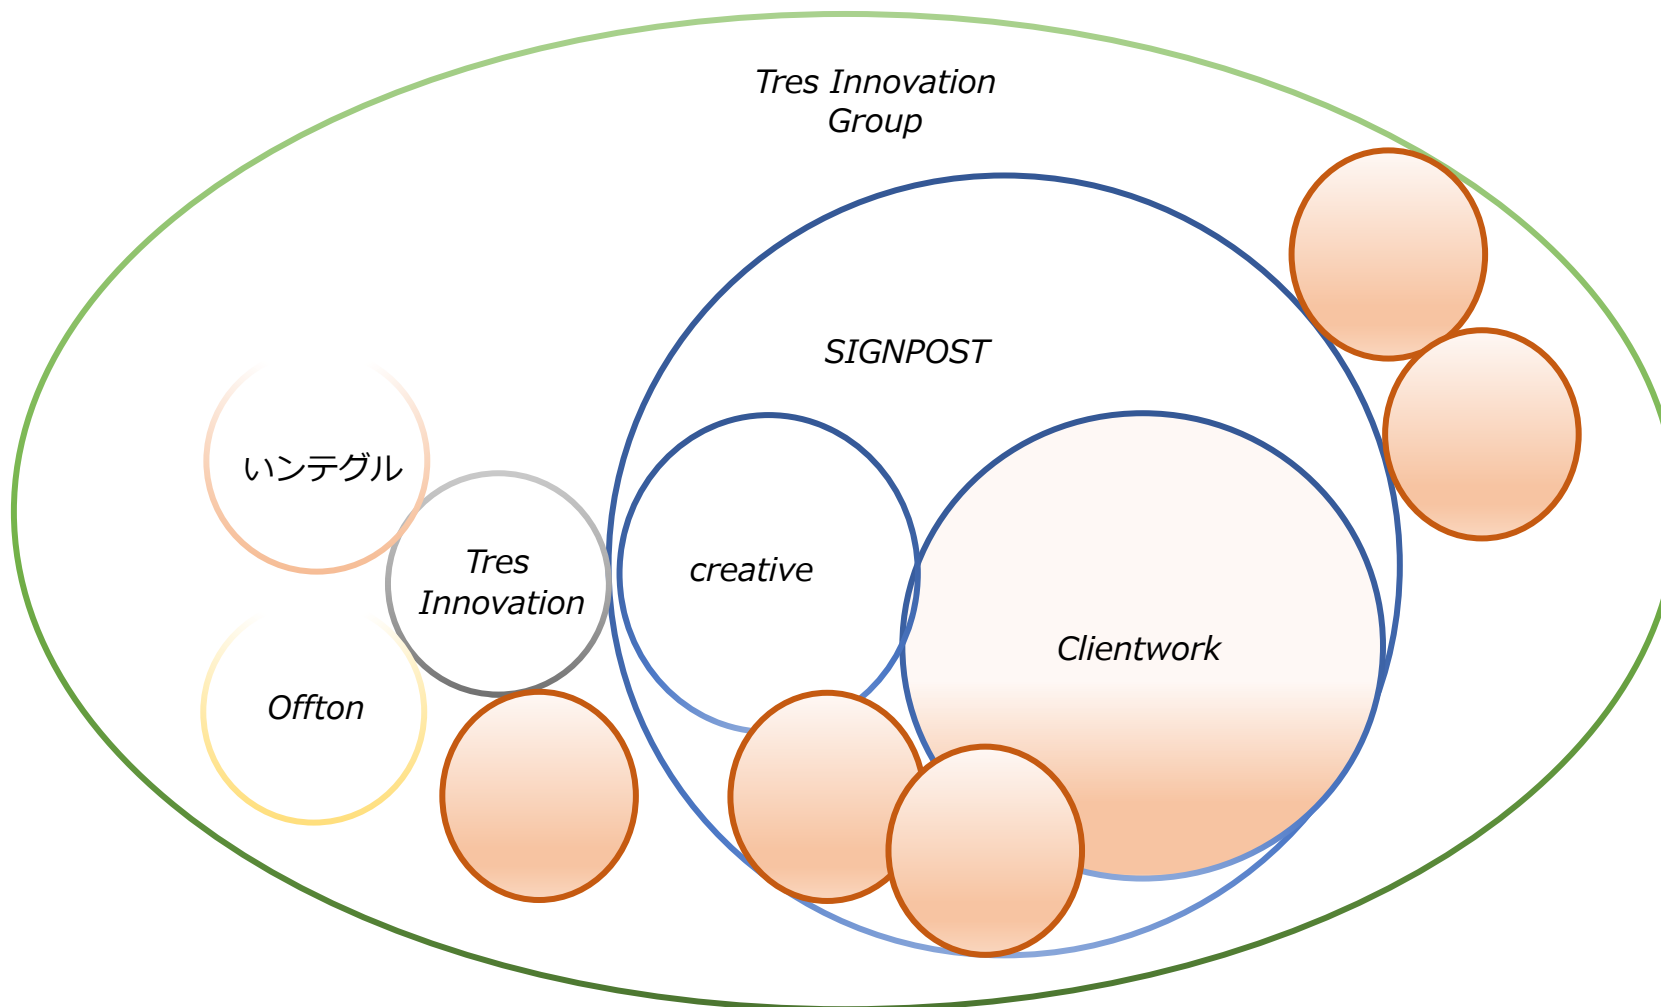 Tres Innovation
Group
SIGNPOST
いンテグル
Tres
Innovation
creative
Clientwork
Offton